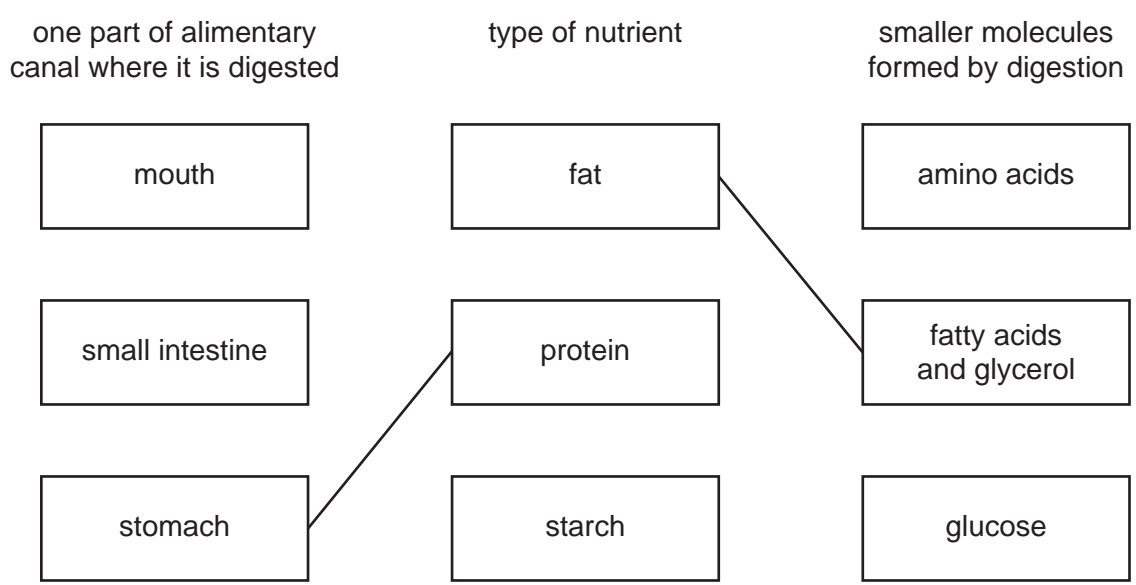 one part of alimentary
canal where it is digested
type of nutrient
smaller molecules
formed by digestion
mouth
fat
amino acids
small intestine
protein
fatty acids
and glycerol
stomach
starch
glucose